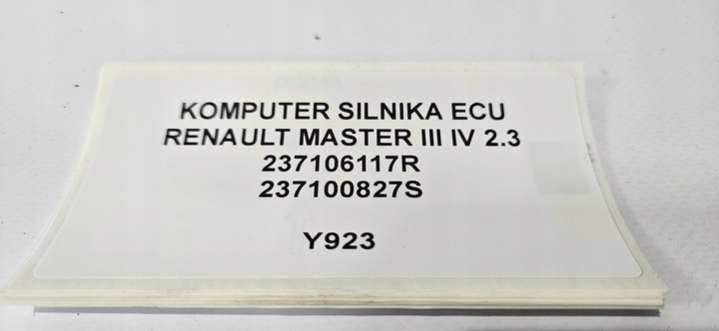 KOMPUTER SILNIKA ECU
RENAULT MASTER III IV 2.3
237106117R
237100827S
Y923